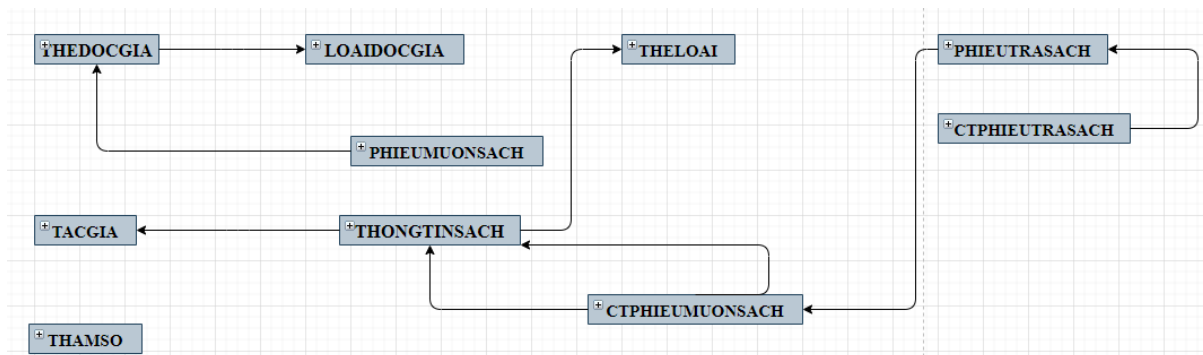 THEDOCGIA
LOAIDOCGIA
THELOAI
PHIEUTRASACH
CTPHIEUTRASACH
PHIEUMUONSACH
TACGIA
THONGTINSACH
CTPHIEUMUONSACH
THAMSO